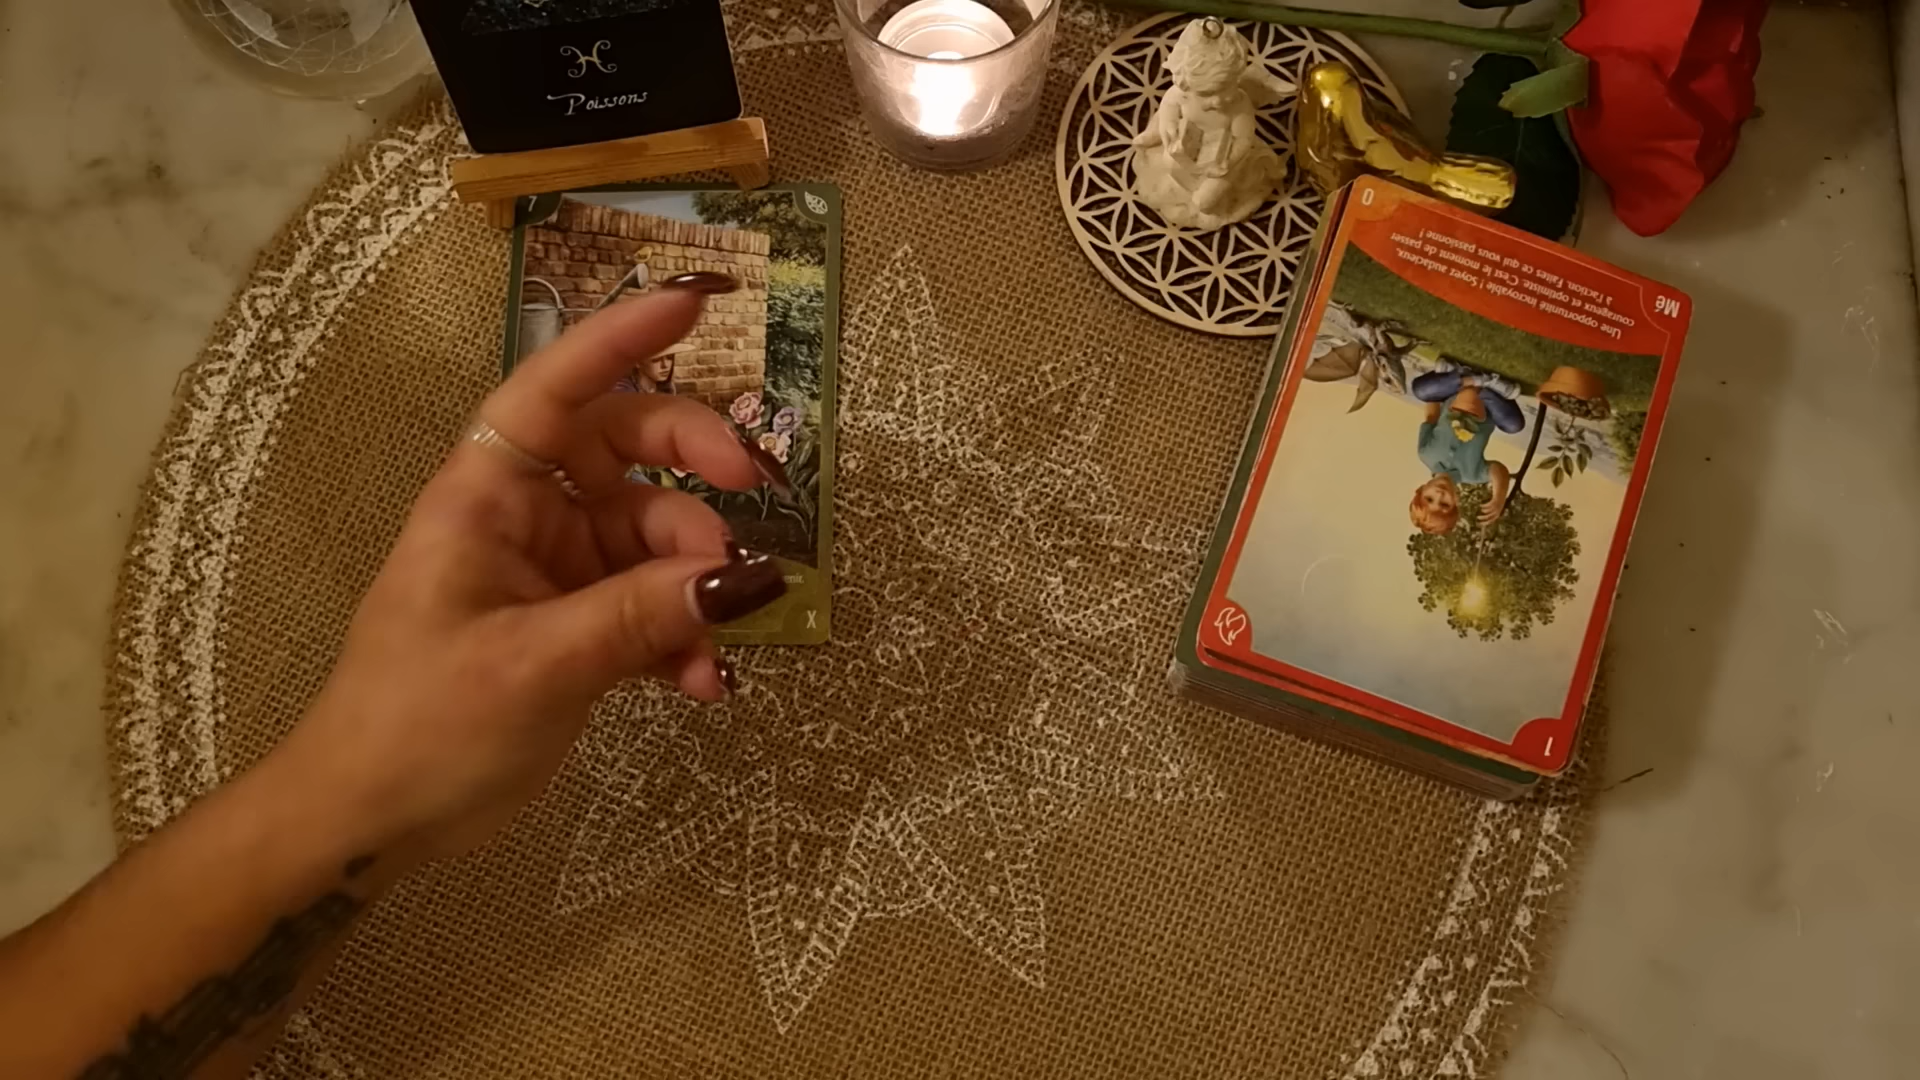 Poissons
7
enir.
X
0
Mé
Une opportunité incroyable ! Soyez audacieux,
courageux et optimiste. C'est le moment de passer
à l'action. Faites ce qui vous passionne !
1